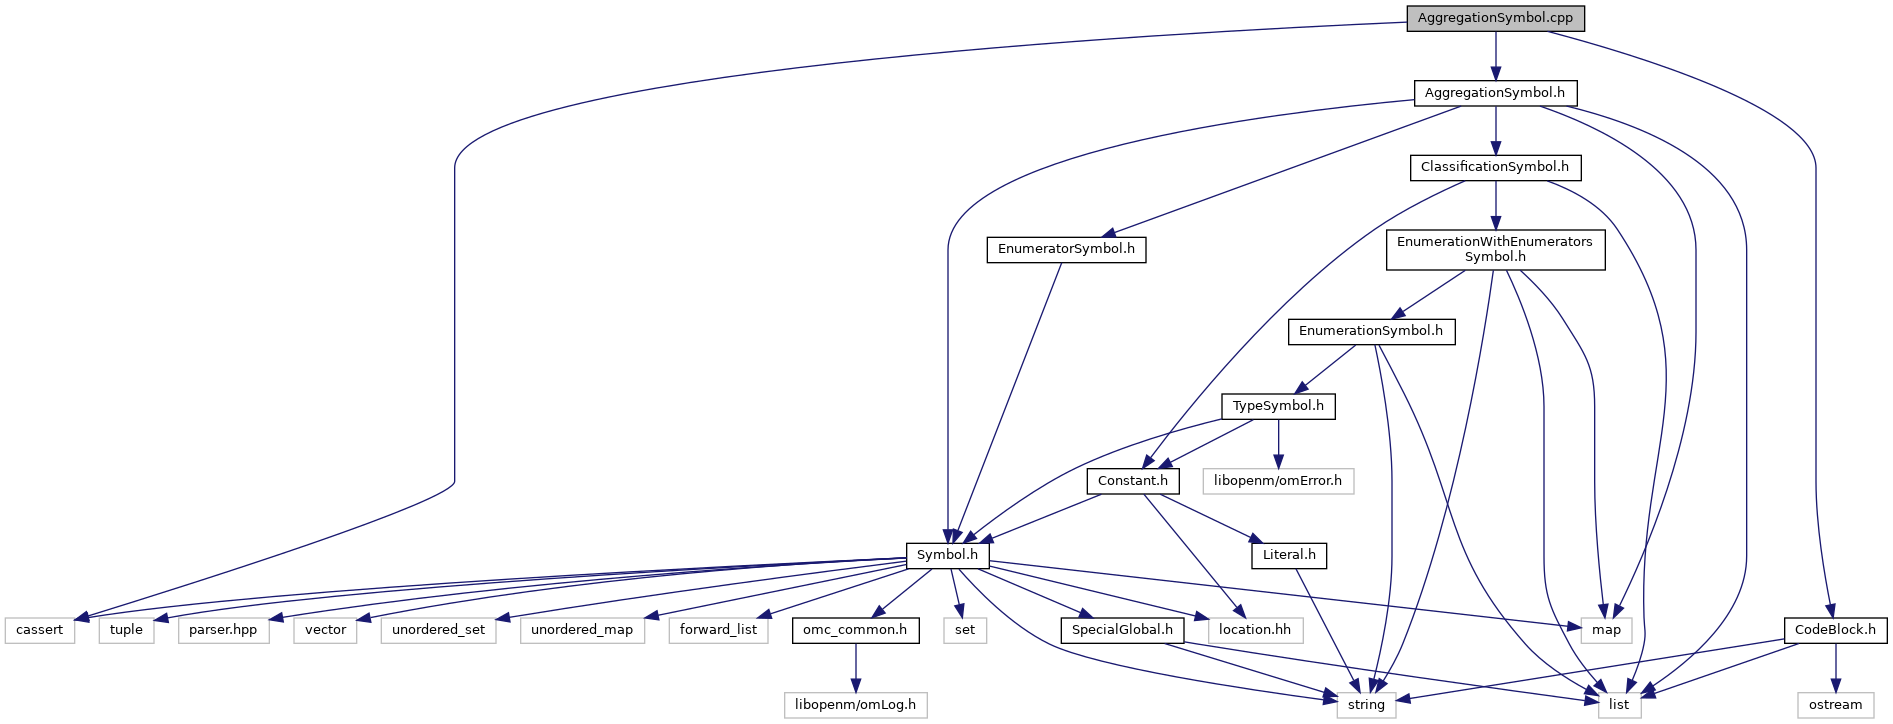 AggregationSymbol.cpp
AggregationSymbol.h
ClassificationSymbol.h
EnumeratorSymbol.h
EnumerationWithEnumerators
Symbol.h
EnumerationSymbol.h
TypeSymbol.h
Constant.h
libopenm/omError.h
Symbol.h
Literal.h
cassert
tuple
parser.hpp
vector
unordered_set
unordered_map
forward_list
omc_common.h
set
SpecialGlobal.h
location.hh
map
CodeBlock.h
libopenm/omLog.h
string
list
ostream